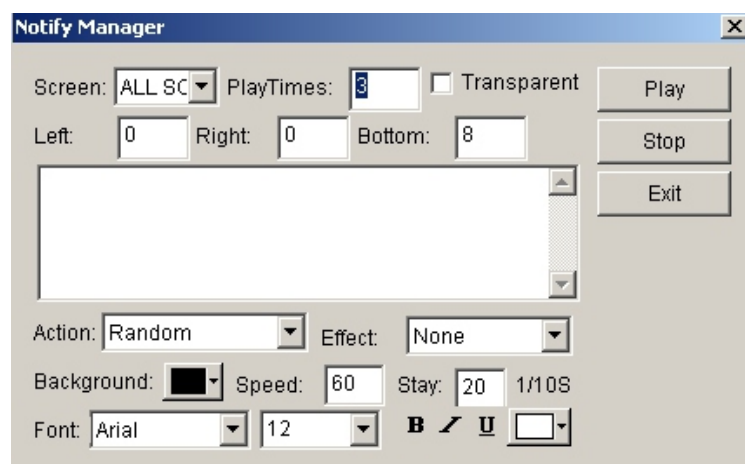 Notify Manager
Screen: ALL SC PlayTimes: 3 Transparent Play
Left: 0 Right: 0 Bottom: 8 Stop
Exit
Action: Random Effect: None
Background: Speed: 60 Stay: 20 1/10S
Font: Arial 12 B I U